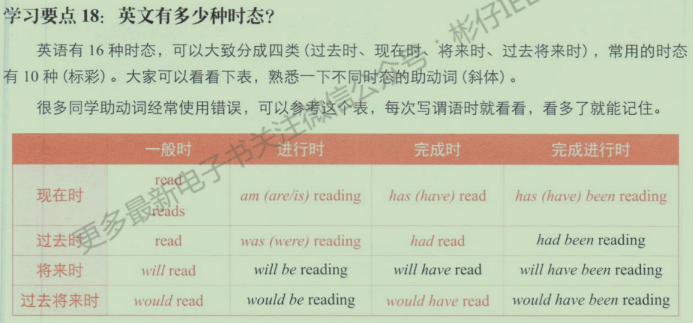 学习要点 18：英文有多少种时态？
英语有 16 种时态，可以大致分成四类（过去时、现在时、将来时、过去将来时），常用的时态
有 10 种（标彩）。大家可以看看下表，熟悉一下不同时态的助动词（斜体）。
很多同学助动词经常使用错误，可以参考这个表，每次写谓语时就看看，看多了就能记住。
一般时 进行时 完成时 完成进行时
现在时 read reads am (are/is) reading has (have) read has (have) been reading
过去时 read was (were) reading had read had been reading
将来时 will read will be reading will have read will have been reading
过去将来时 would read would be reading would have read would have been reading
更多最新电子书关注微信公众号：彬仔IE